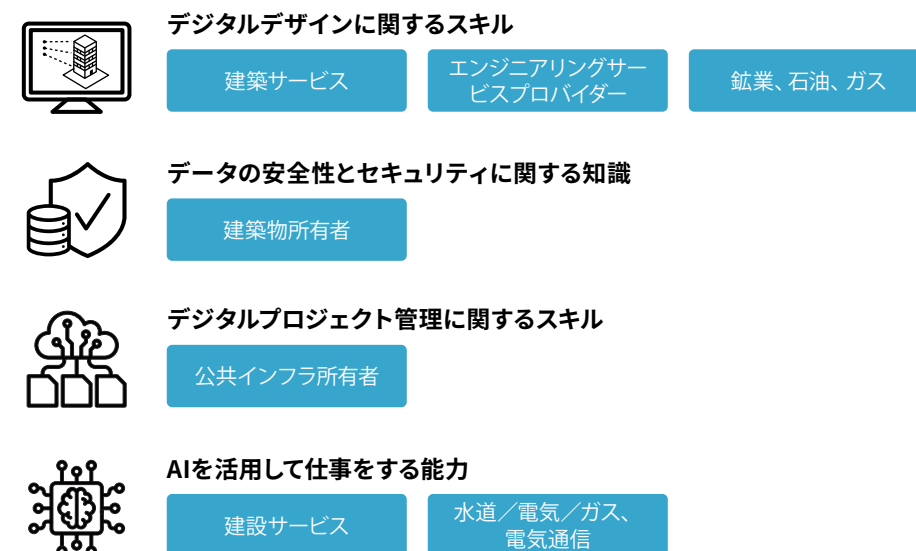 デジタルデザインに関するスキル
建築サービス
エンジニアリングサー
ビスプロバイダー
鉱業、石油、ガス
データの安全性とセキュリティに関する知識
建築物所有者
デジタルプロジェクト管理に関するスキル
公共インフラ所有者
AIを活用して仕事をする能力
建設サービス
水道／電気／ガス、
電気通信